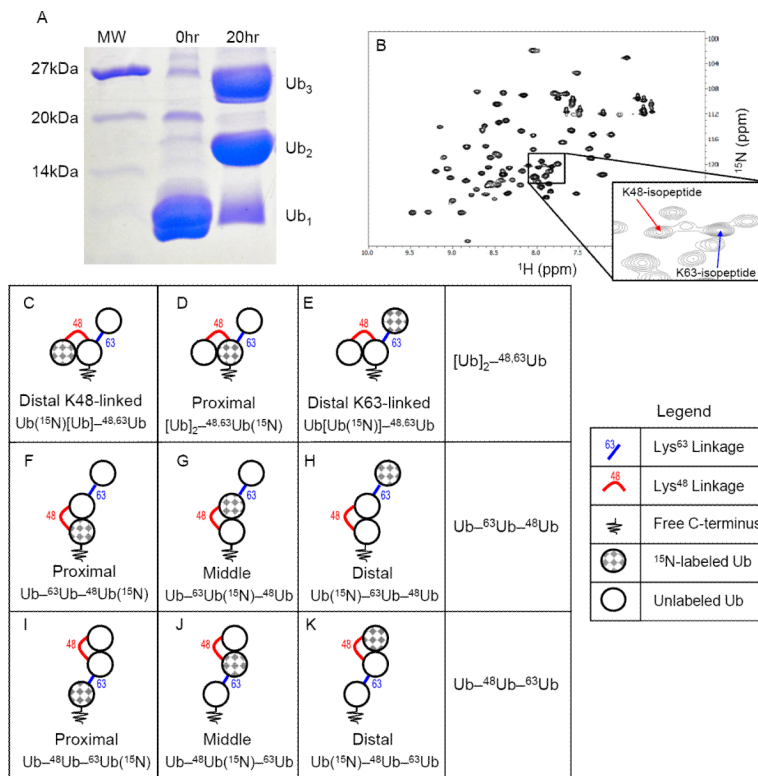 A
MW 0hr 20hr
27kDa
20kDa
14kDa
Ub3
Ub2
Ub1
B
99
104
109
114
120
125
130
15N (ppm)
10.0 9.5 9.0 8.5 8.0 7.5
1H (ppm)
K48-isopeptide
K63-isopeptide
C
48
63
Distal K48-linked
Ub(15N)[Ub]–48,63Ub
D
48
63
Proximal
[Ub]2–48,63Ub(15N)
E
48
63
Distal K63-linked
Ub[Ub(15N)]–48,63Ub
[Ub]2–48,63Ub
F
63
48
Proximal
Ub–63Ub–48Ub(15N)
G
63
48
Middle
Ub–63Ub(15N)–48Ub
H
63
48
Distal
Ub(15N)–63Ub–48Ub
Ub–63Ub–48Ub
I
48
63
Proximal
Ub–48Ub–63Ub(15N)
J
48
63
Middle
Ub–48Ub(15N)–63Ub
K
48
63
Distal
Ub(15N)–48Ub–63Ub
Ub–48Ub–63Ub
Legend
63 Lys63 Linkage
48 Lys48 Linkage
Free C-terminus
15N-labeled Ub
Unlabeled Ub